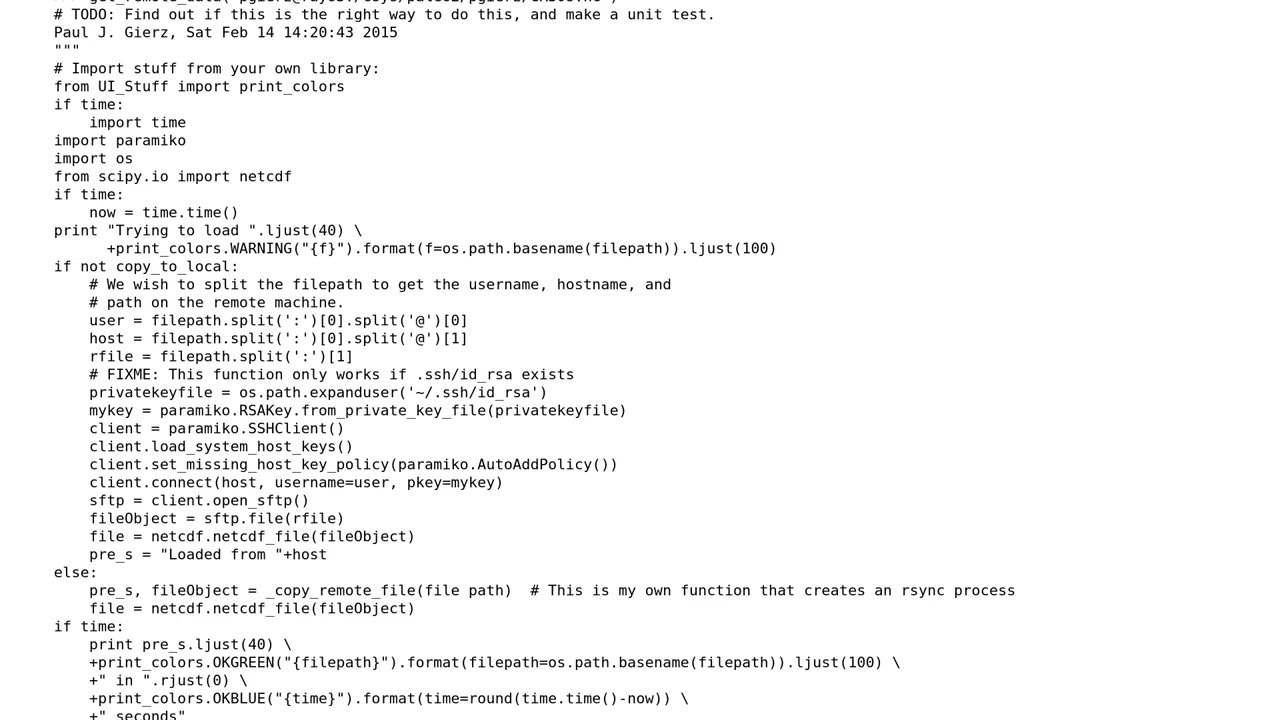 # TODO: Find out if this is the right way to do this, and make a unit test.
Paul J. Gierz, Sat Feb 14 14:20:43 2015
"""
# Import stuff from your own library:
from UI_Stuff import print_colors
if time:
    import time
import paramiko
import os
from scipy.io import netcdf
if time:
    now = time.time()
print "Trying to load ".ljust(40) \
      +print_colors.WARNING("{f}").format(f=os.path.basename(filepath)).ljust(100)
if not copy_to_local:
    # We wish to split the filepath to get the username, hostname, and
    # path on the remote machine.
    user = filepath.split(':')[0].split('@')[0]
    host = filepath.split(':')[0].split('@')[1]
    rfile = filepath.split(':')[1]
    # FIXME: This function only works if .ssh/id_rsa exists
    privatekeyfile = os.path.expanduser('~/.ssh/id_rsa')
    mykey = paramiko.RSAKey.from_private_key_file(privatekeyfile)
    client = paramiko.SSHClient()
    client.load_system_host_keys()
    client.set_missing_host_key_policy(paramiko.AutoAddPolicy())
    client.connect(host, username=user, pkey=mykey)
    sftp = client.open_sftp()
    fileObject = sftp.file(rfile)
    file = netcdf.netcdf_file(fileObject)
    pre_s = "Loaded from "+host
else:
    pre_s, fileObject = _copy_remote_file(file path)  # This is my own function that creates an rsync process
    file = netcdf.netcdf_file(fileObject)
if time:
    print pre_s.ljust(40) \
    +print_colors.OKGREEN("{filepath}").format(filepath=os.path.basename(filepath)).ljust(100) \
    +" in ".rjust(0) \
    +print_colors.OKBLUE("{time}").format(time=round(time.time()-now)) \
    +" seconds"